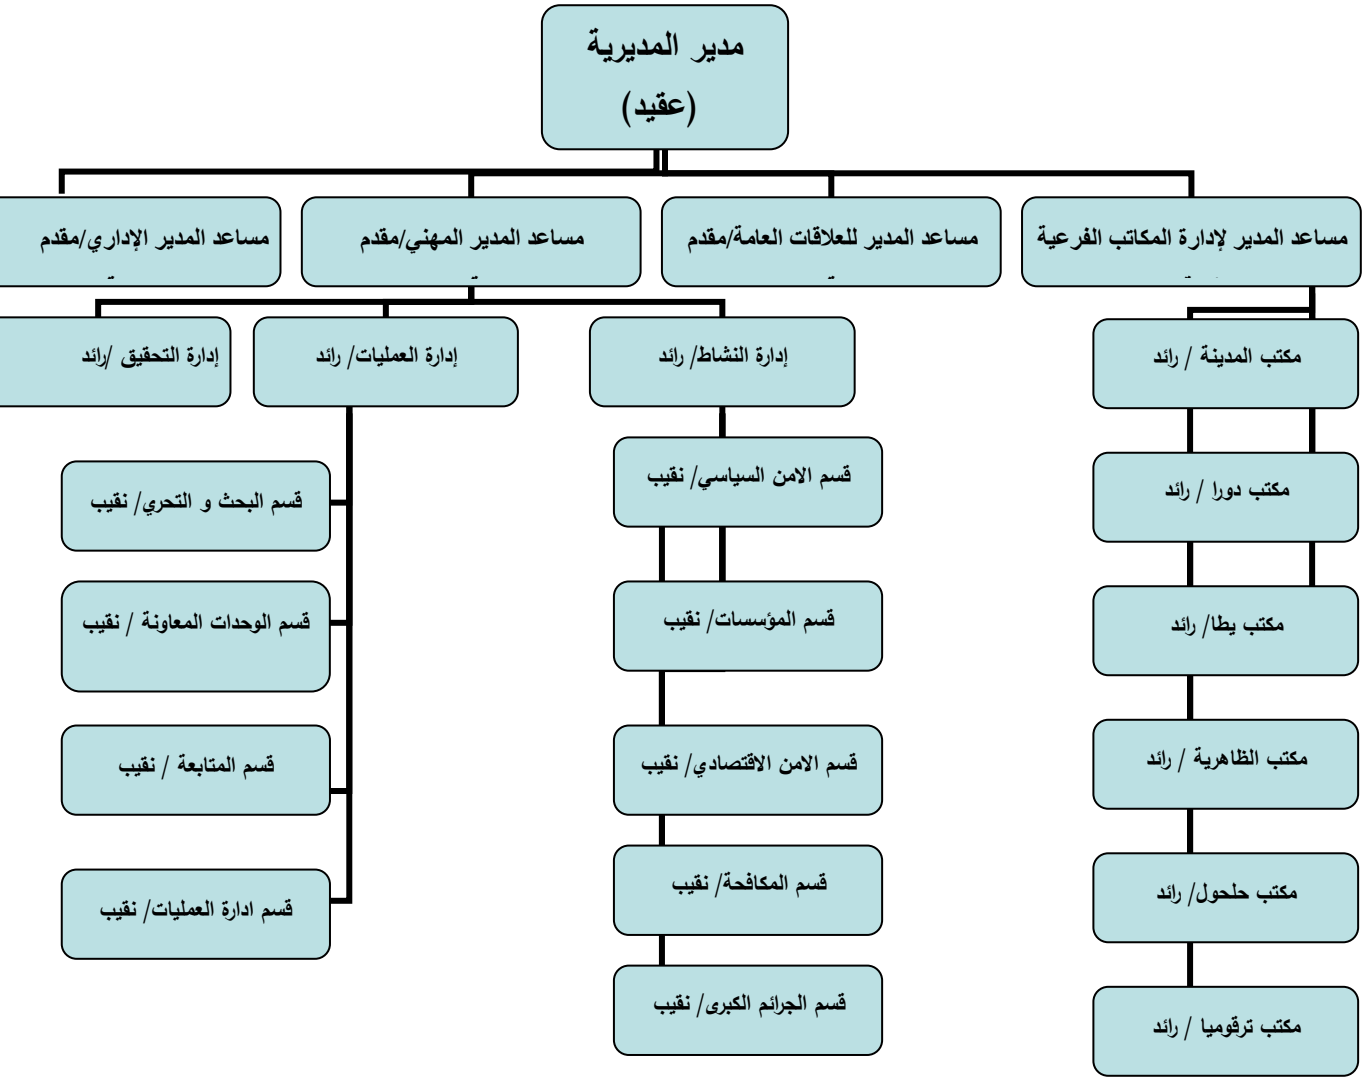 مدير المديرية
(عقيد)
مساعد المدير لإدارة المكاتب الفرعية
مساعد المدير للعلاقات العامة/مقدم
مساعد المدير المهني/مقدم
مساعد المدير الإداري/مقدم
إدارة النشاط/ رائد
إدارة العمليات/ رائد
إدارة التحقيق /رائد
مكتب المدينة / رائد
مكتب دورا / رائد
مكتب يطا/ رائد
مكتب الظاهرية / رائد
مكتب حلحول/ رائد
مكتب ترقوميا / رائد
قسم الامن السياسي/ نقيب
قسم المؤسسات/ نقيب
قسم الامن الاقتصادي/ نقيب
قسم المكافحة/ نقيب
قسم الجرائم الكبرى/ نقيب
قسم البحث و التحري/ نقيب
قسم الوحدات المعاونة / نقيب
قسم المتابعة / نقيب
قسم ادارة العمليات/ نقيب